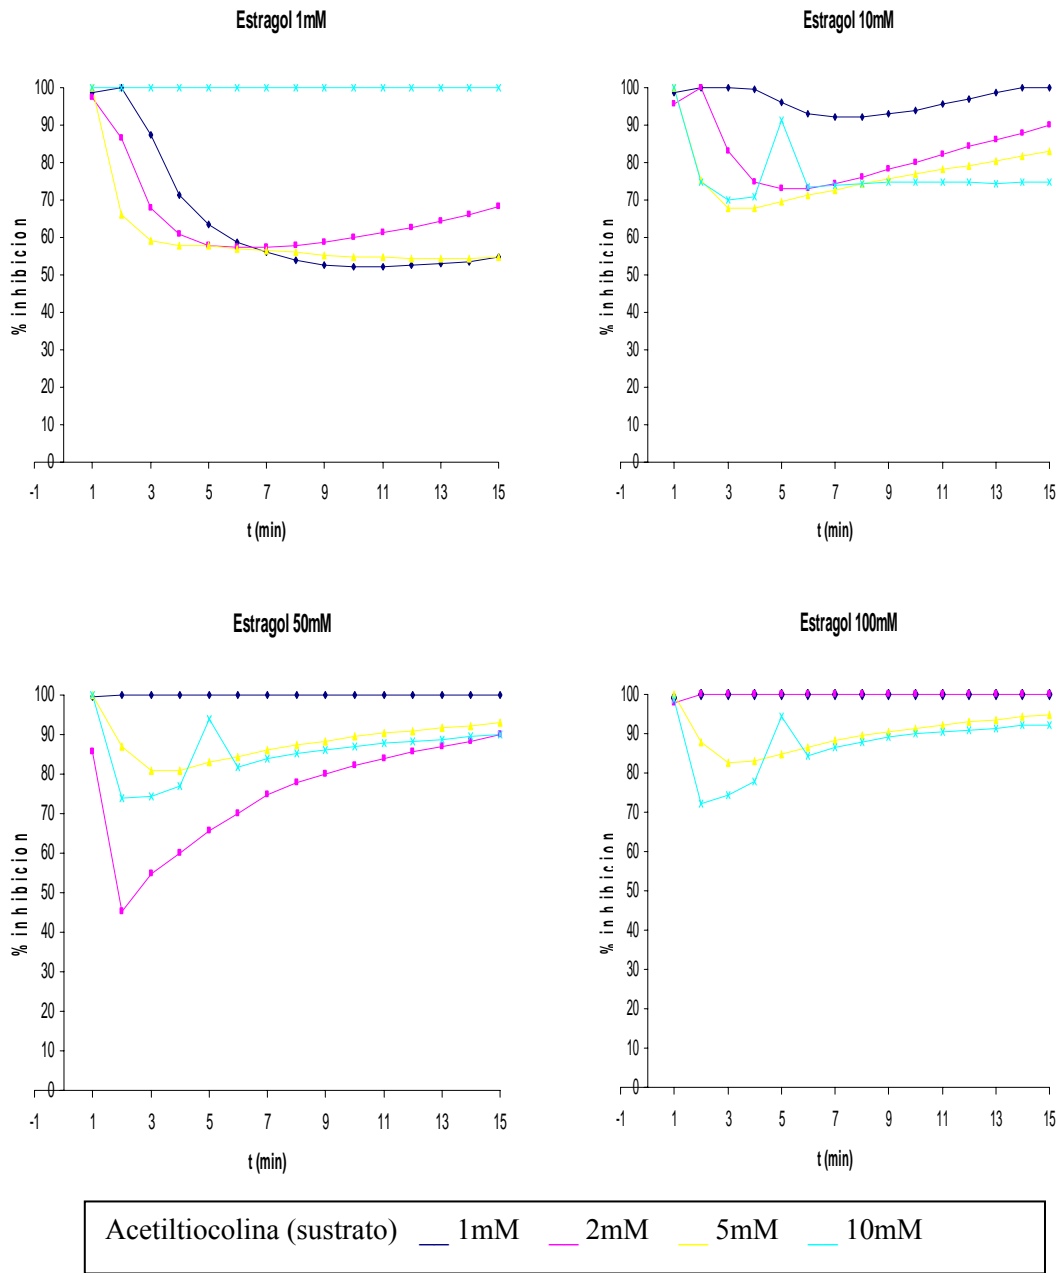 Estragol 1mM
100
90
80
70
60
50
40
30
20
10
0
% inhibicion
-1 1 3 5 7 9 11 13 15
t (min)
Estragol 10mM
100
90
80
70
60
50
40
30
20
10
0
% inhibicion
-1 1 3 5 7 9 11 13 15
t (min)
Estragol 50mM
100
90
80
70
60
50
40
30
20
10
0
% inhibicion
-1 1 3 5 7 9 11 13 15
t (min)
Estragol 100mM
100
90
80
70
60
50
40
30
20
10
0
% inhibicion
-1 1 3 5 7 9 11 13 15
t (min)
Acetiltiocolina (sustrato) 1mM 2mM 5mM 10mM